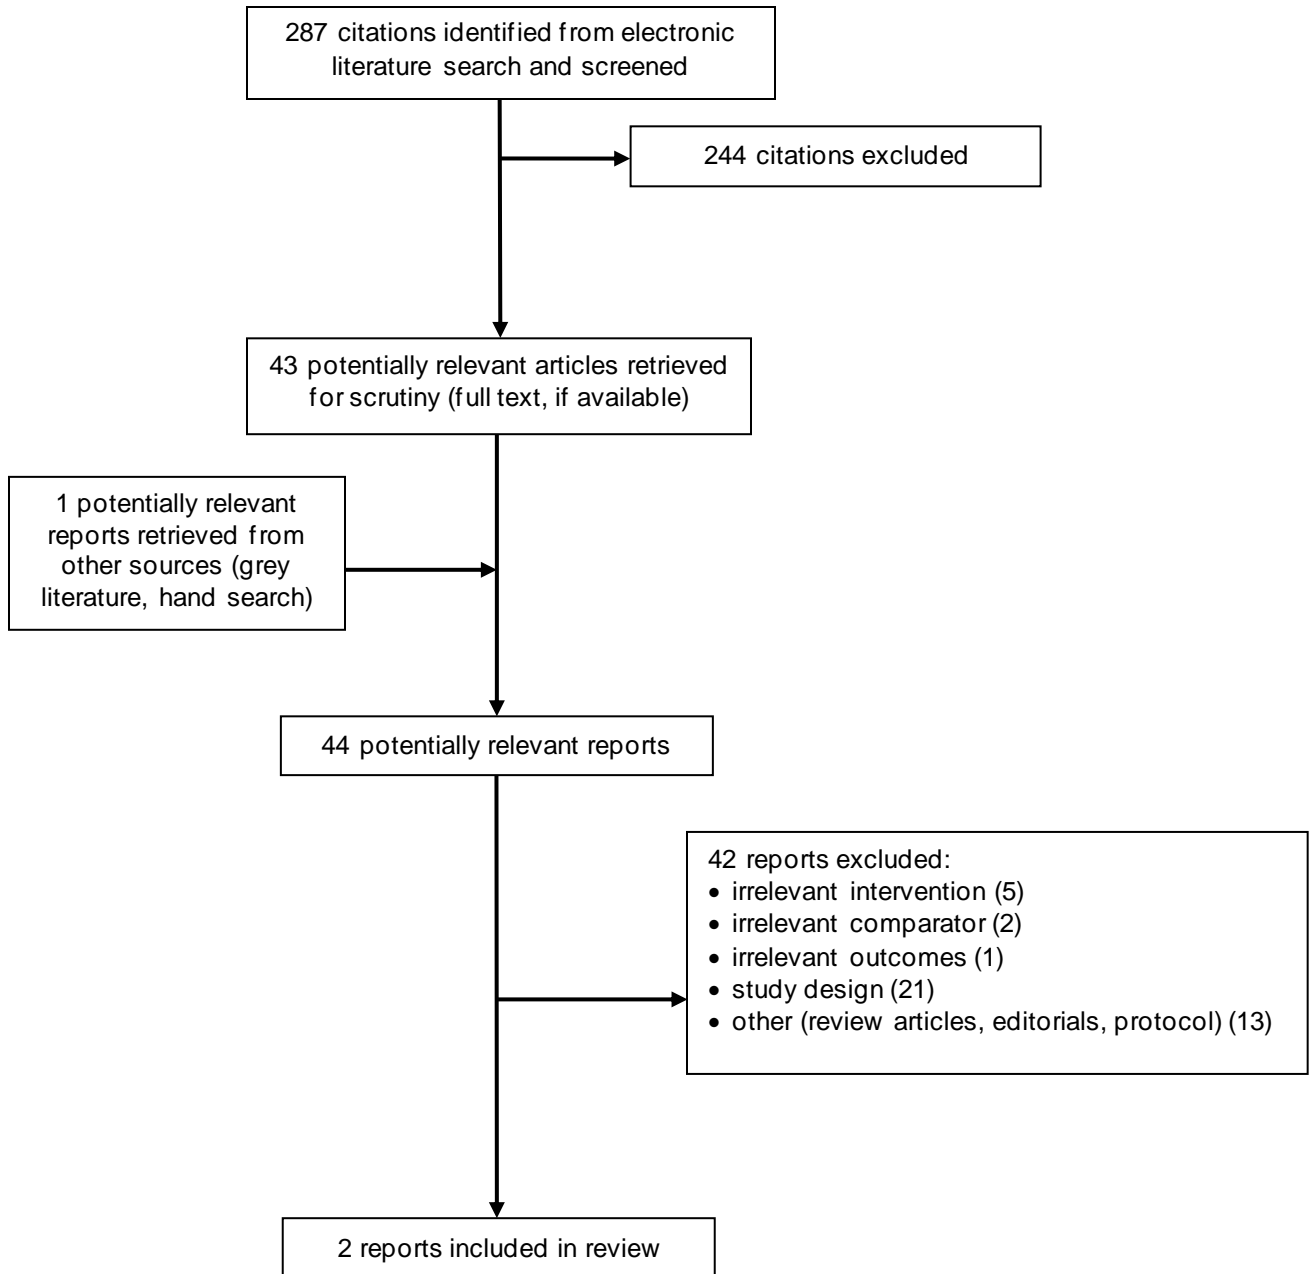 287 citations identified from electronic
literature search and screened
244 citations excluded
43 potentially relevant articles retrieved
for scrutiny (full text, if available)
1 potentially relevant
reports retrieved from
other sources (grey
literature, hand search)
44 potentially relevant reports
42 reports excluded:
• irrelevant intervention (5)
• irrelevant comparator (2)
• irrelevant outcomes (1)
• study design (21)
• other (review articles, editorials, protocol) (13)
2 reports included in review